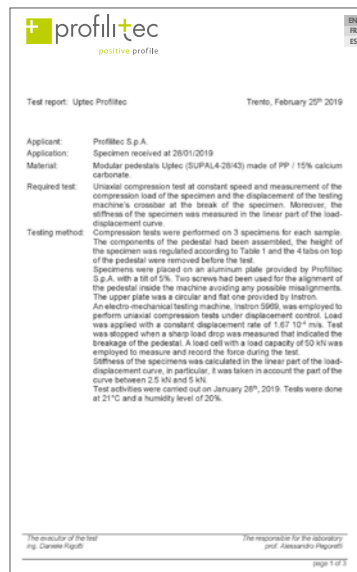 profilitec
positive profile
EN
FR
ES
Test report: Uptec Profilitec
Trento, February 25th 2019
Applicant: Profilitec S.p.A.
Application: Specimen received at 28/01/2019
Material: Modular pedestals Uptec (SUPAL4-28/43) made of PP / 15% calcium
carbonate.
Required test: Uniaxial compression test at constant speed and measurement of the
compression load of the specimen and the displacement of the testing
machine's crossbar at the break of the specimen. Moreover, the
stiffness of the specimen was measured in the linear part of the load-
displacement curve.
Testing method: Compression tests were performed on 3 specimens for each sample.
The components of the pedestal had been assembled, the height of
the specimen was regulated according to Table 1 and the 4 tabs on top
of the pedestal were removed before the test.
Specimens were placed on an aluminum plate provided by Profilitec
S.p.A. with a tilt of 5%. Two screws had been used for the alignment of
the pedestal inside the machine avoiding any possible misalignments.
The upper plate was a circular and flat one provided by Instron.
An electro-mechanical testing machine, Instron 5969, was employed to
perform uniaxial compression tests under displacement control. Load
was applied with a constant displacement rate of 1.67 10⁻⁴ m/s. Test
was stopped when a sharp load drop was measured that indicated the
breakage of the pedestal. A load cell with a load capacity of 50 kN was
employed to measure and record the force during the test.
Stiffness of the specimens was calculated in the linear part of the load-
displacement curve, in particular, it was taken in account the part of the
curve between 2.5 kN and 5 kN.
Test activities were carried out on January 28th, 2019. Tests were done
at 21°C and a humidity level of 20%.
The executor of the test
ing. Daniele Rigotti
The responsible for the laboratory
prof. Alessandro Pegoretti
page 1 of 3